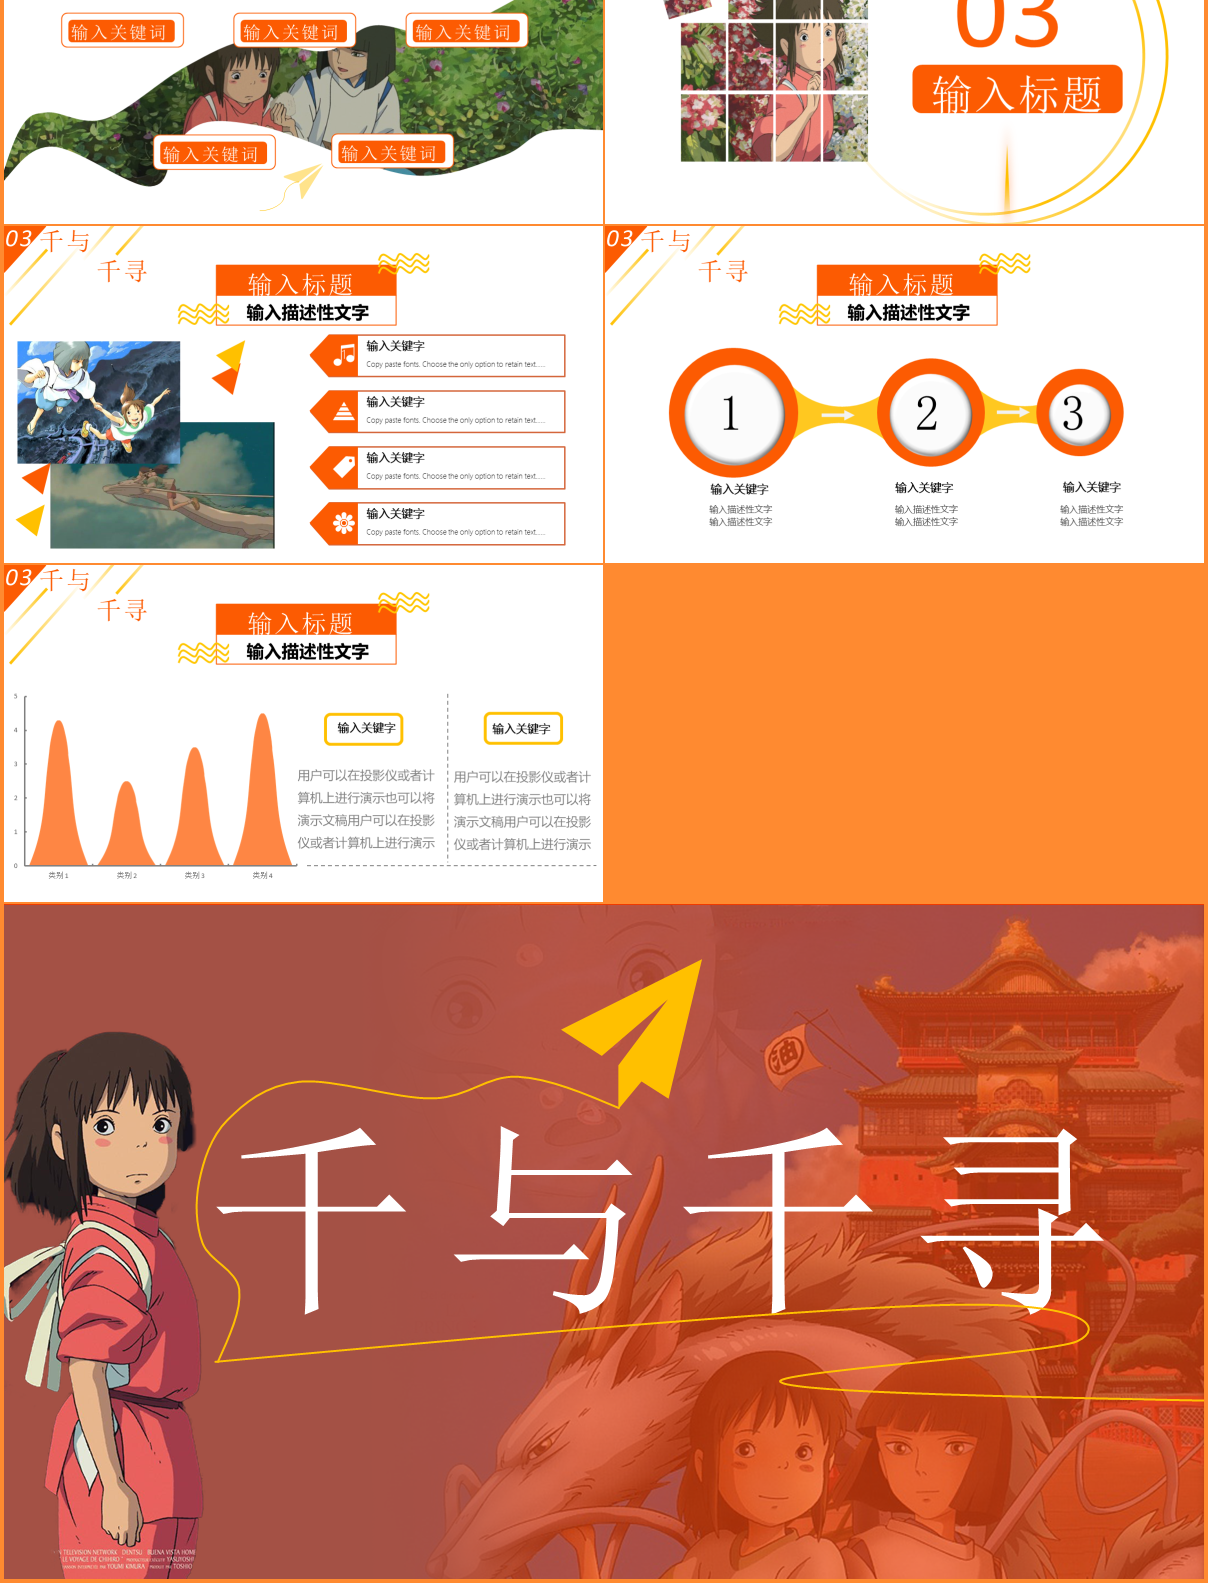 输入关键词
输入关键词
输入关键词
输入关键词
输入关键词
03
输入标题
03 千与
千寻
输入标题
输入描述性文字
输入关键字
Copy paste fonts. Choose the only option to retain text......
输入关键字
Copy paste fonts. Choose the only option to retain text......
输入关键字
Copy paste fonts. Choose the only option to retain text......
输入关键字
Copy paste fonts. Choose the only option to retain text......
03 千与
千寻
输入标题
输入描述性文字
1
2
3
输入关键字
输入描述性文字
输入描述性文字
输入关键字
输入描述性文字
输入描述性文字
输入关键字
输入描述性文字
输入描述性文字
03 千与
千寻
输入标题
输入描述性文字
5
4
3
2
1
0
类别 1
类别 2
类别 3
类别 4
输入关键字
用户可以在投影仪或者计
算机上进行演示也可以将
演示文稿用户可以在投影
仪或者计算机上进行演示
输入关键字
用户可以在投影仪或者计
算机上进行演示也可以将
演示文稿用户可以在投影
仪或者计算机上进行演示
油
千与千寻
TELEVISION NETWORK DENTSU BUENA VISTA HOME
LE VOYAGE DE CHIHIRO
YOUMI KIMURA
TOSHIO